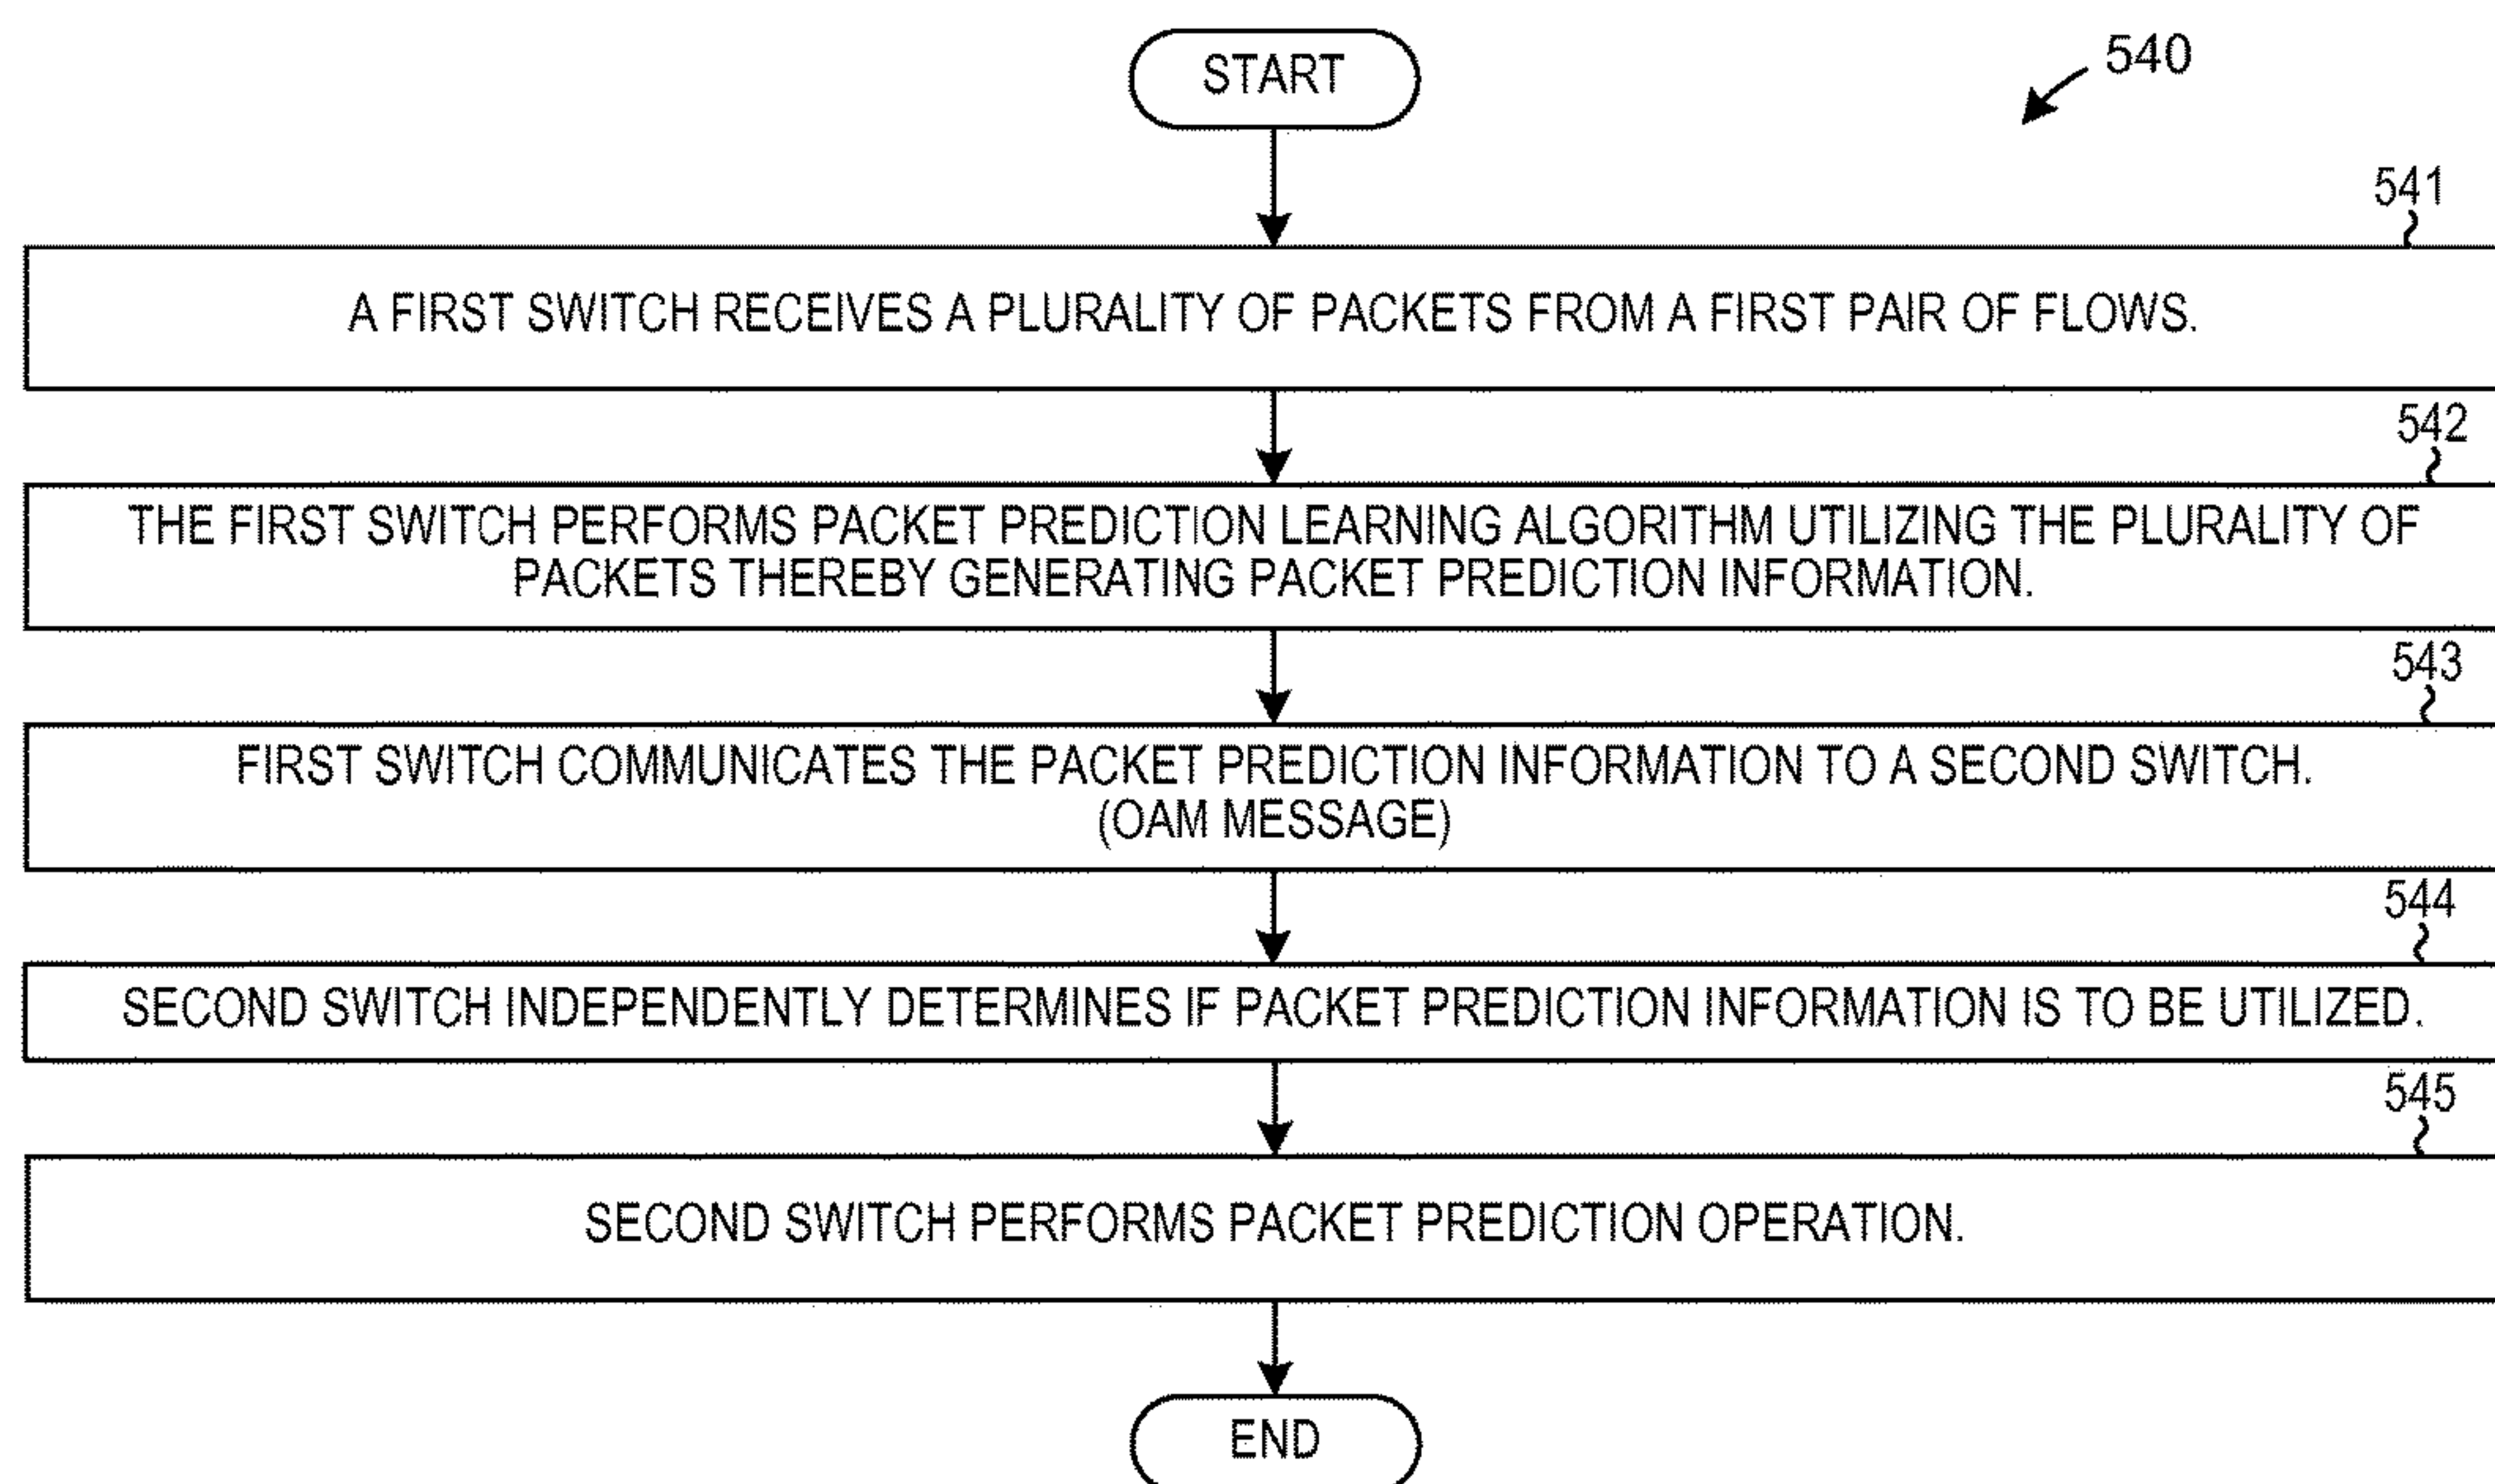 START
540
541
A FIRST SWITCH RECEIVES A PLURALITY OF PACKETS FROM A FIRST PAIR OF FLOWS.
542
THE FIRST SWITCH PERFORMS PACKET PREDICTION LEARNING ALGORITHM UTILIZING THE PLURALITY OF
PACKETS THEREBY GENERATING PACKET PREDICTION INFORMATION.
543
FIRST SWITCH COMMUNICATES THE PACKET PREDICTION INFORMATION TO A SECOND SWITCH.
(OAM MESSAGE)
544
SECOND SWITCH INDEPENDENTLY DETERMINES IF PACKET PREDICTION INFORMATION IS TO BE UTILIZED.
545
SECOND SWITCH PERFORMS PACKET PREDICTION OPERATION.
END